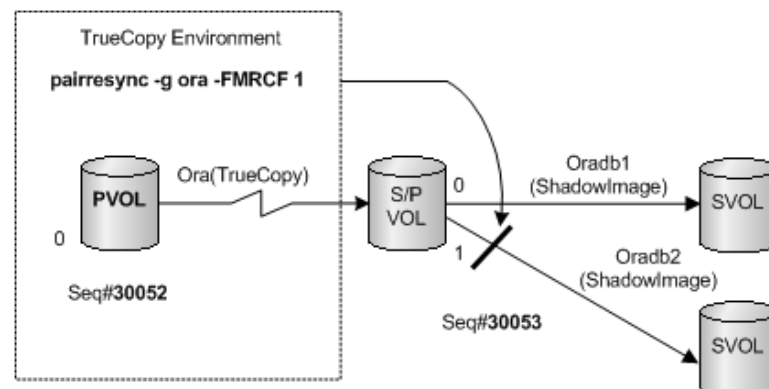 TrueCopy Environment
pairresync -g ora -FMRCF 1
Ora(TrueCopy)
PVOL
0
Seq#30052
S/P
VOL
0
1
Oradb1
(ShadowImage)
SVOL
Oradb2
(ShadowImage)
Seq#30053
SVOL